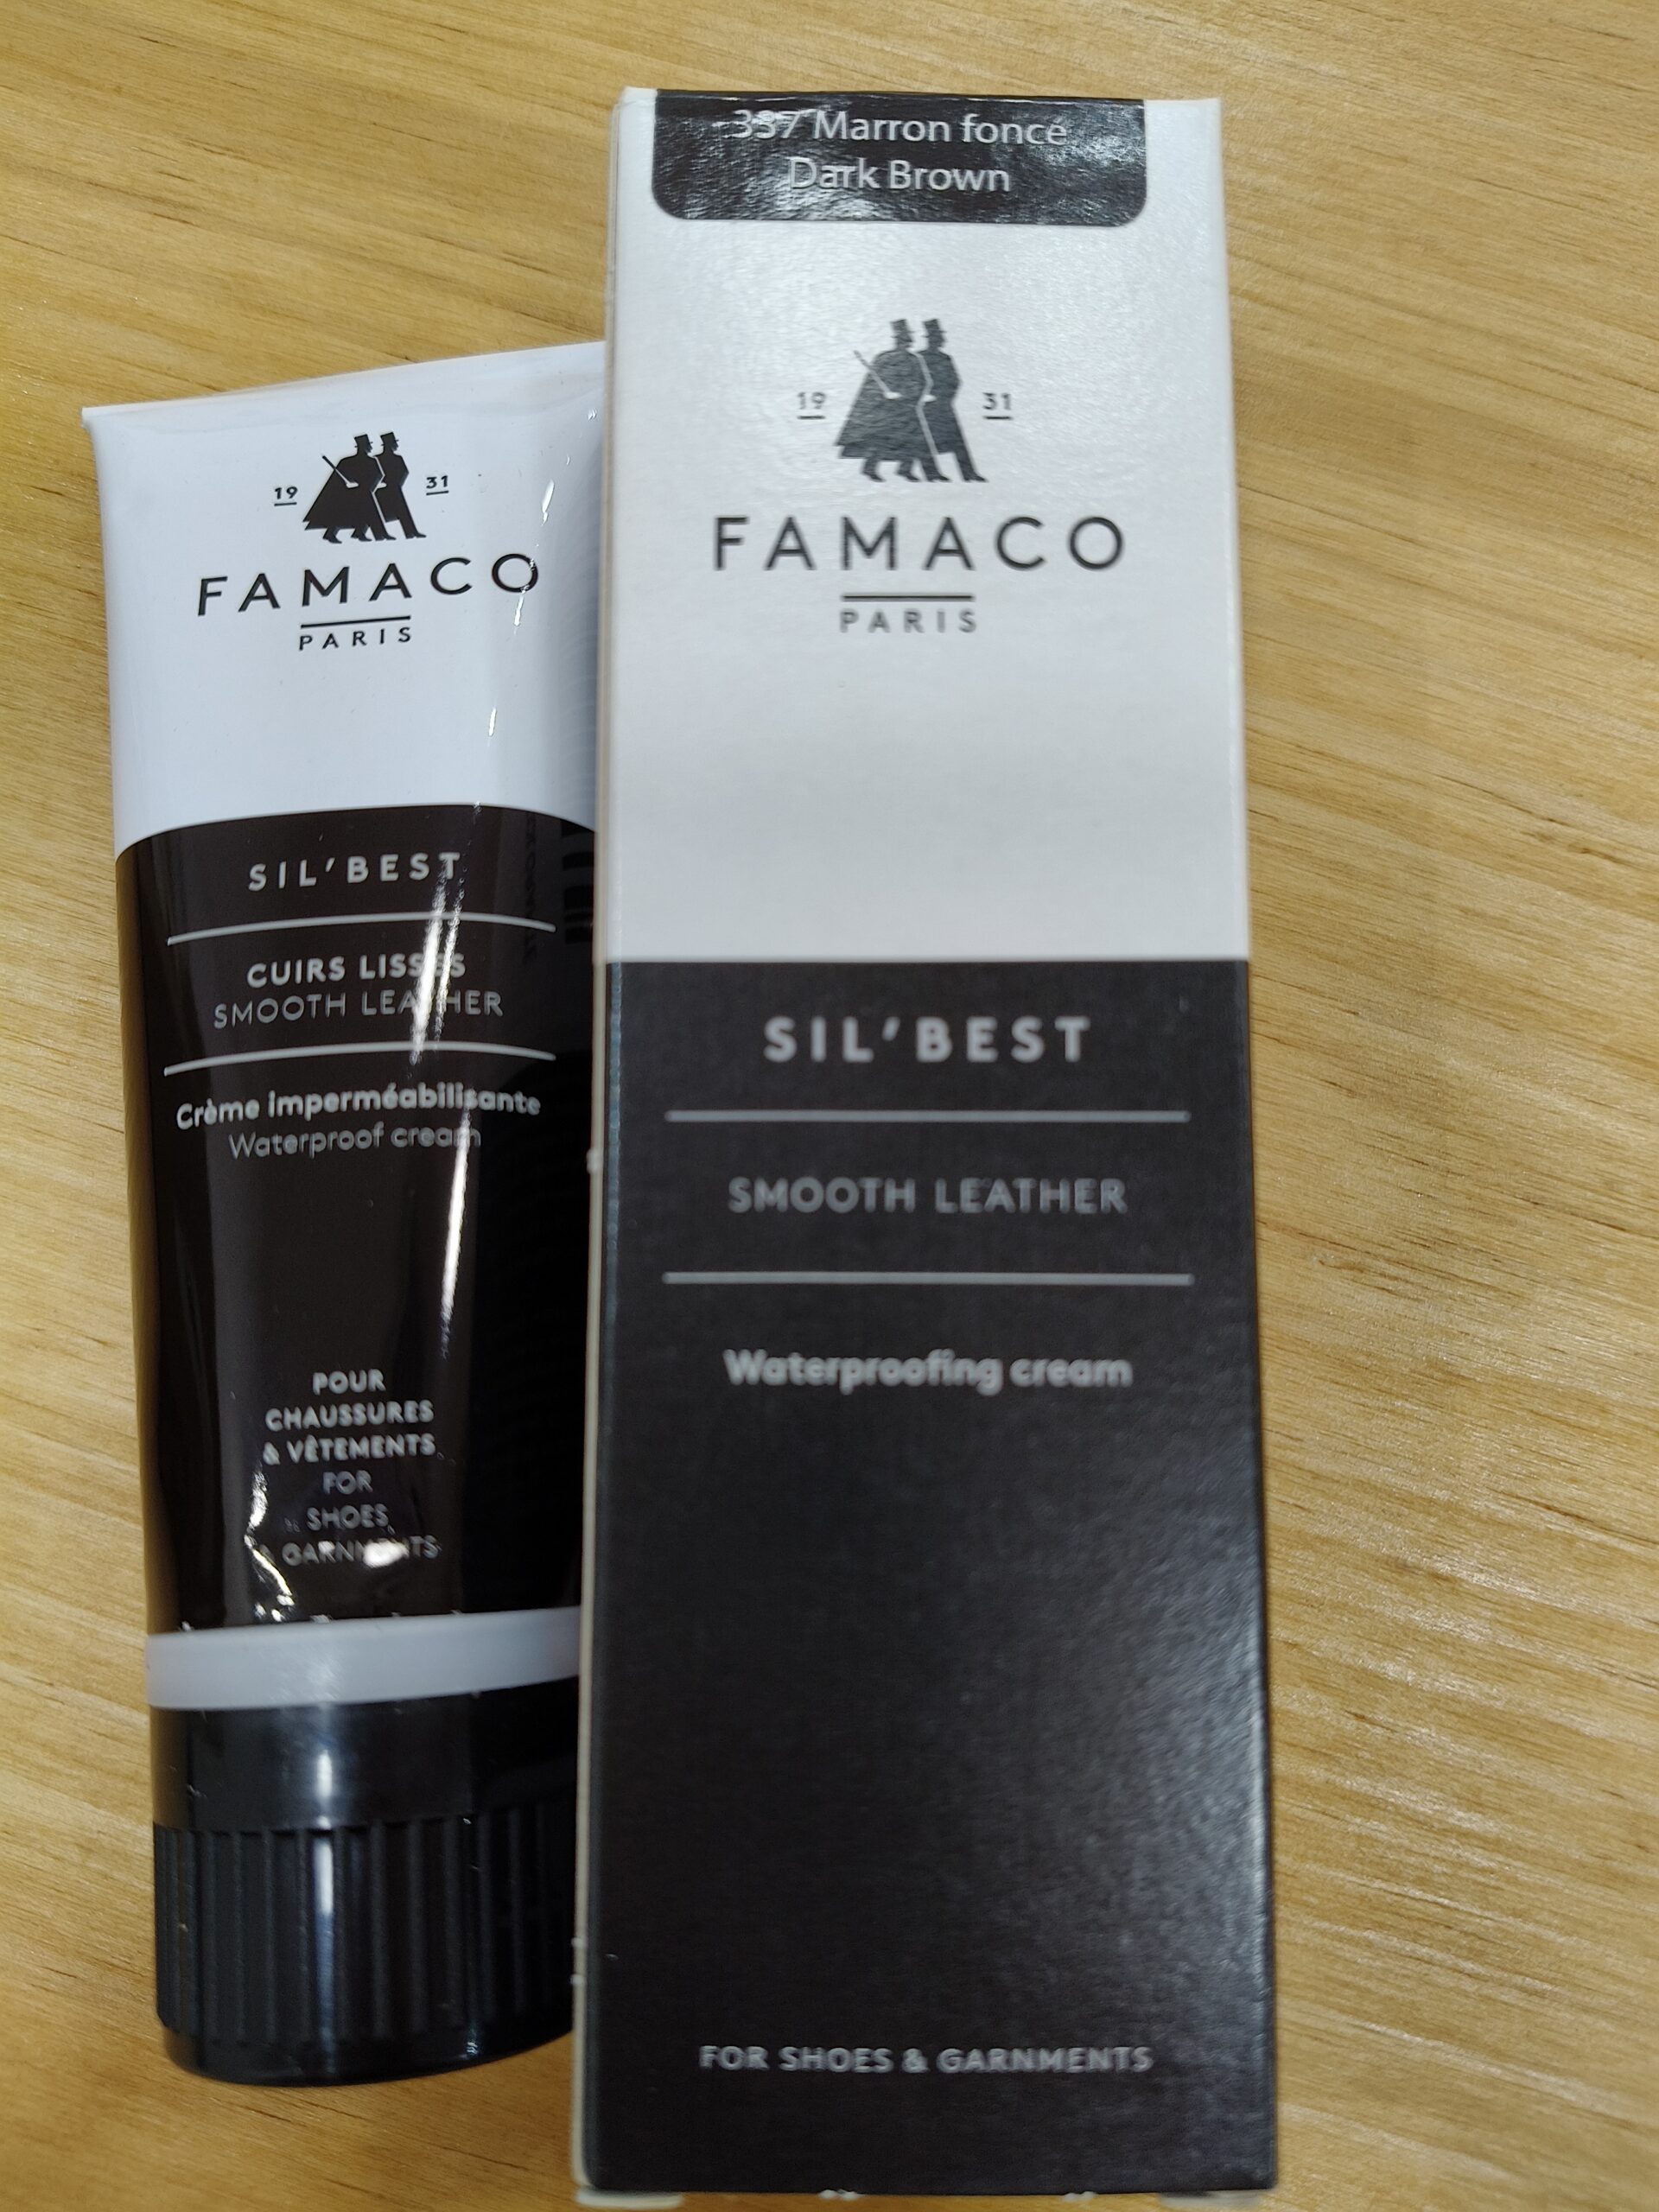 19 31
FAMACO
PARIS
SIL'BEST
CUIRS LISSES
SMOOTH LEATHER
Crème imperméabilisante
Waterproof cream
POUR
CHAUSSURES
& VÊTEMENTS
FOR
SHOES
& GARNMENTS
337 Marron foncé
Dark Brown
19 31
FAMACO
PARIS
SIL'BEST
SMOOTH LEATHER
Waterproofing cream
FOR SHOES & GARNMENTS